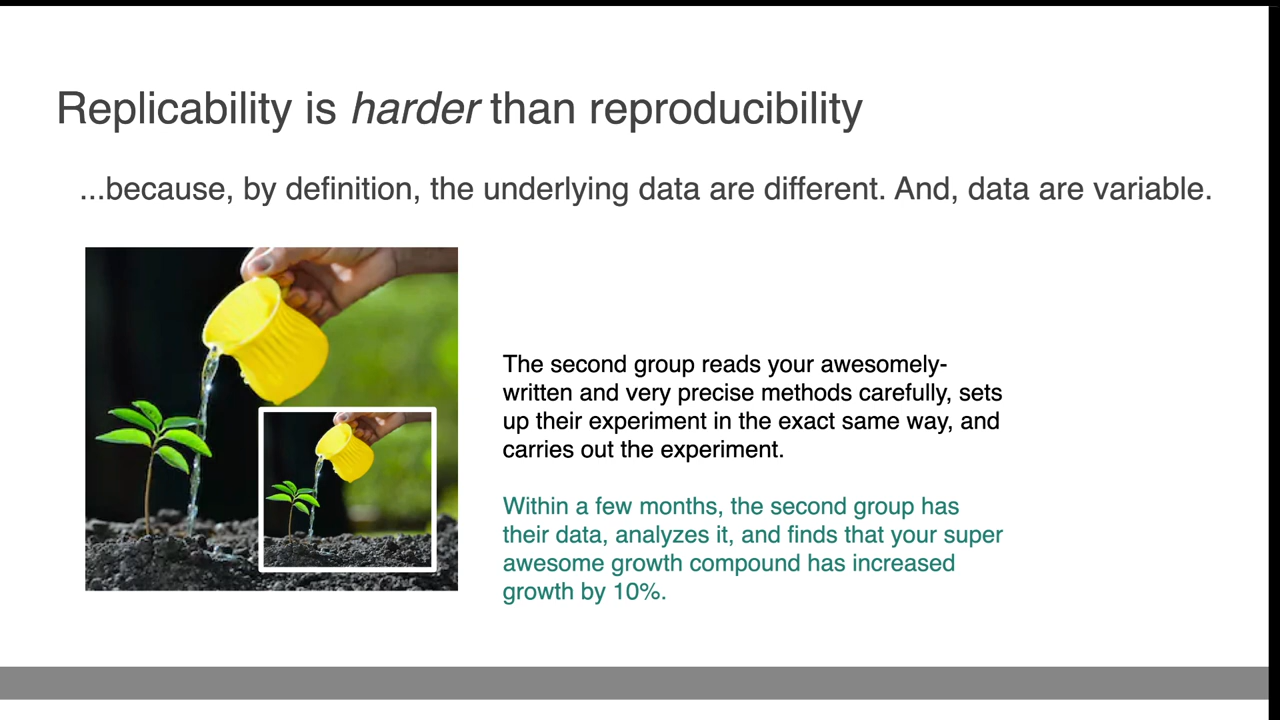 Replicability is harder than reproducibility
...because, by definition, the underlying data are different. And, data are variable.
The second group reads your awesomely-
written and very precise methods carefully, sets
up their experiment in the exact same way, and
carries out the experiment.
Within a few months, the second group has
their data, analyzes it, and finds that your super
awesome growth compound has increased
growth by 10%.